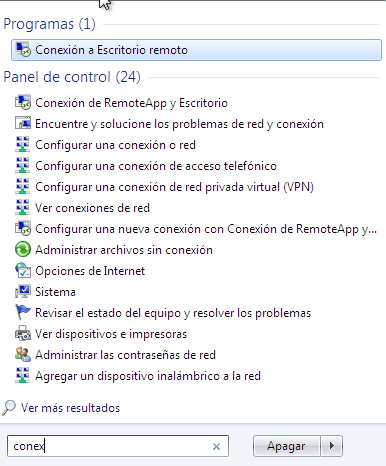 Programas (1)
Conexión a Escritorio remoto
Panel de control (24)
Conexión de RemoteApp y Escritorio
Encuentre y solucione los problemas de red y conexión
Configurar una conexión o red
Configurar una conexión de acceso telefónico
Configurar una conexión de red privada virtual (VPN)
Ver conexiones de red
Configurar una nueva conexión con Conexión de RemoteApp y...
Administrar archivos sin conexión
Opciones de Internet
Sistema
Revisar el estado del equipo y resolver los problemas
Ver dispositivos e impresoras
Administrar las contraseñas de red
Agregar un dispositivo inalámbrico a la red
Ver más resultados
conex
Apagar